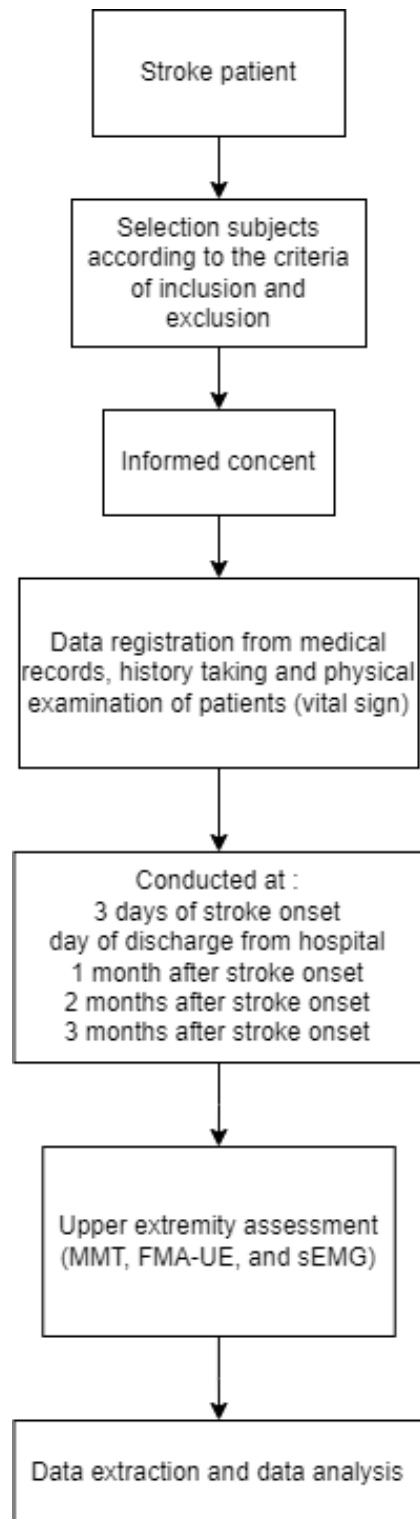 Stroke patient
Selection subjects
according to the criteria
of inclusion and
exclusion
Informed concent
Data registration from medical
records, history taking and physical
examination of patients (vital sign)
Conducted at :
3 days of stroke onset
day of discharge from hospital
1 month after stroke onset
2 months after stroke onset
3 months after stroke onset
Upper extremity assessment
(MMT, FMA-UE, and sEMG)
Data extraction and data analysis